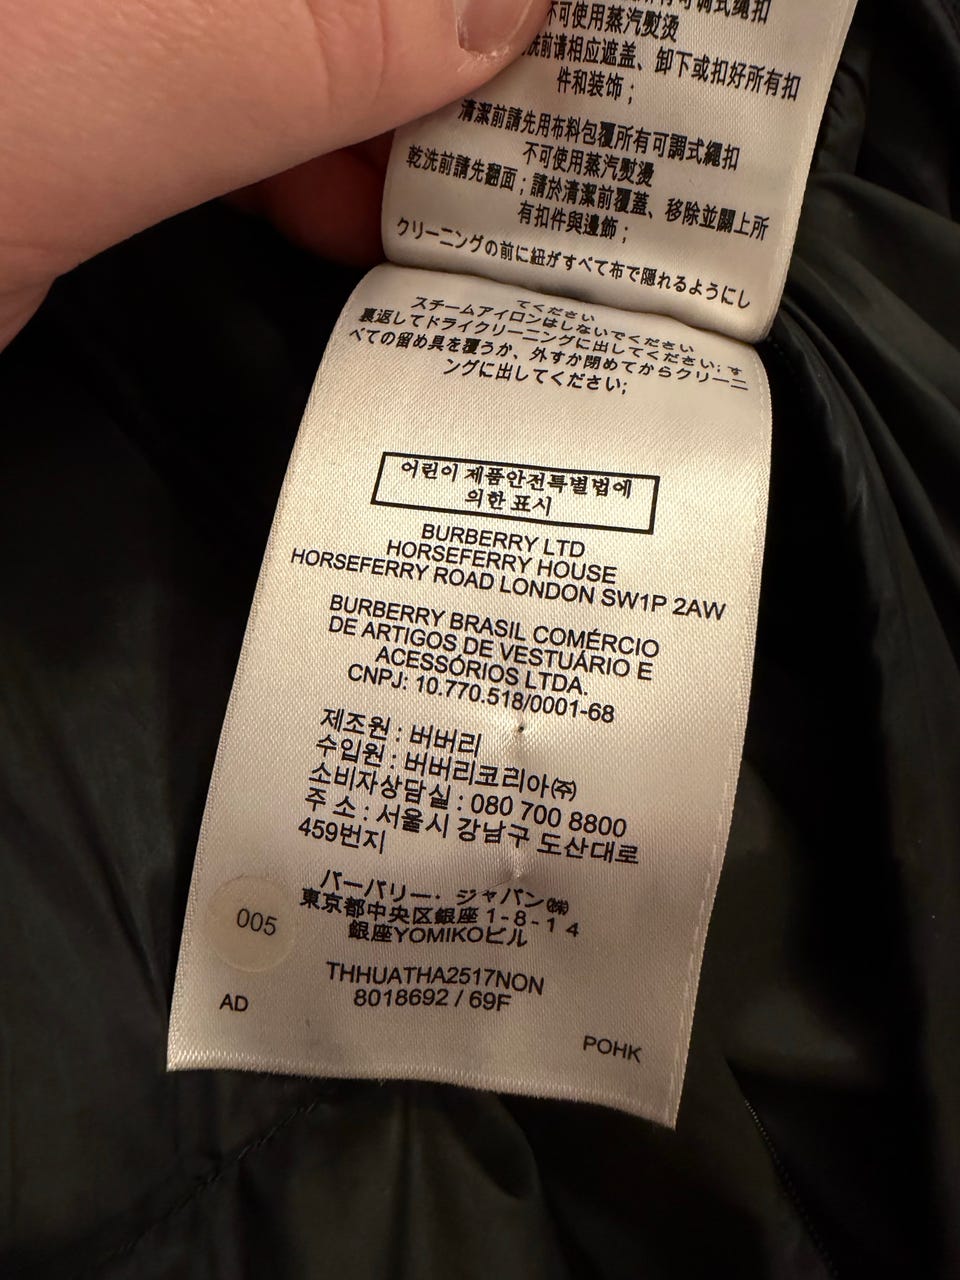 可调式绳扣
不可使用蒸汽熨烫
洗前请相应遮盖、卸下或扣好所有扣
件和装饰；
清潔前請先用布料包覆所有可調式繩扣
不可使用蒸汽熨燙
乾洗前請先翻面；請於清潔前覆蓋、移除並關上所
有扣件與邊飾；
クリーニングの前に紐がすべて布で隠れるようにし
てください
スチームアイロンはしないでください
裏返してドライクリーニングに出してください; す
べての留め具を覆うか、外すか閉めてからクリーニ
ングに出してください;
어린이 제품안전특별법에
의한 표시
BURBERRY LTD
HORSEFERRY HOUSE
HORSEFERRY ROAD LONDON SW1P 2AW
BURBERRY BRASIL COMÉRCIO
DE ARTIGOS DE VESTUÁRIO E
ACESSÓRIOS LTDA.
CNPJ: 10.770.518/0001-68
제조원 : 버버리
수입원 : 버버리코리아㈜
소비자상담실 : 080 700 8800
주 소 : 서울시 강남구 도산대로
459번지
バーバリー・ジャパン㈱
東京都中央区銀座 1-8-14
銀座YOMIKOビル
005
THHUATHA2517NON
8018692 / 69F
AD
POHK